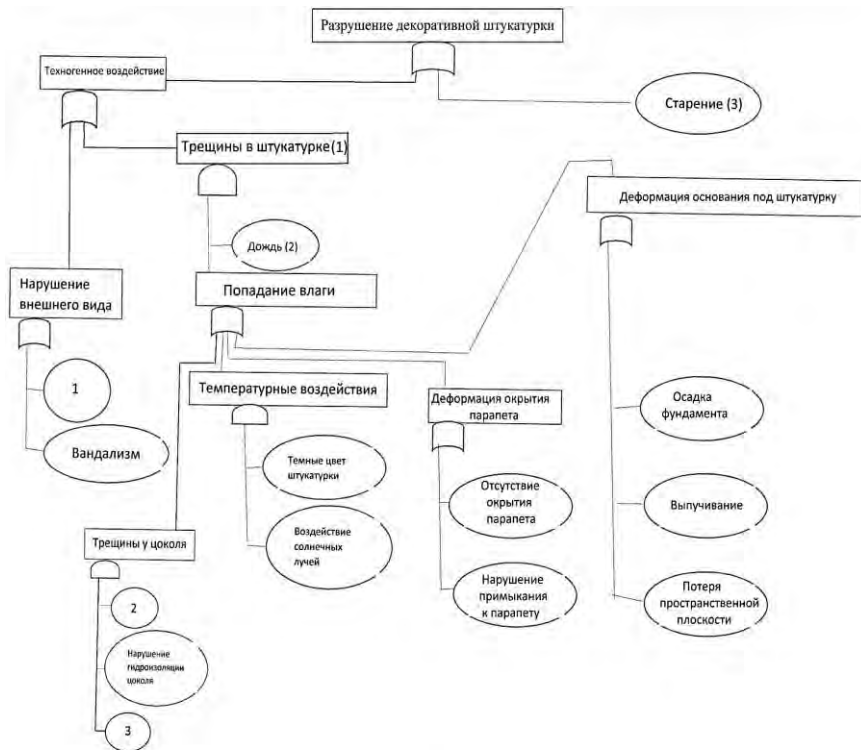 Разрушение декоративной штукатурки
Техногенное воздействие
Старение (3)
Трещины в штукатурке(1)
Деформация основания под штукатурку
Дождь (2)
Нарушение
внешнего вида
Попадание влаги
1
Вандализм
Температурные воздействия
Деформация окрытия
парапета
Осадка
фундамента
Темные цвет
штукатурки
Отсутствие
окрытия
парапета
Выпучивание
Воздействие
солнечных
лучей
Трещины у цоколя
Нарушение
примыкания
к парапету
Потеря
пространственной
плоскости
2
Нарушение
гидроизоляции
цоколя
3